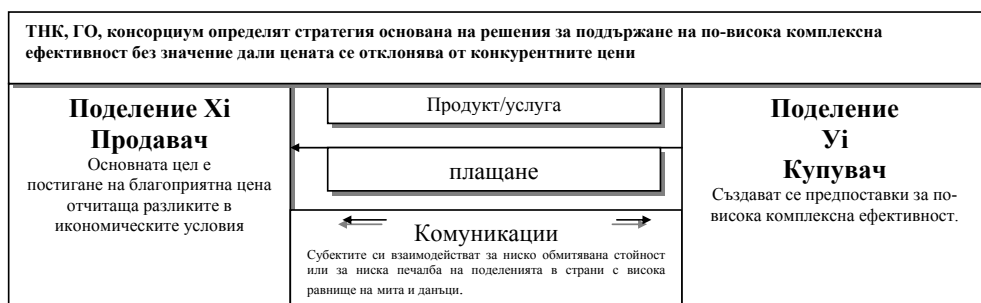 ТНК, ГО, консорциум определят стратегия основана на решения за поддържане на по-висока комплексна
ефективност без значение дали цената се отклонява от конкурентните цени
Поделение Xi
Продавач
Основната цел е
постигане на благоприятна цена
отчитаща разликите в
икономическите условия
Продукт/услуга
плащане
Комуникации
Субектите си взаимодействат за ниско обмитявана стойност
или за ниска печалба на поделенията в страни с висока
равнище на мита и данъци.
Поделение
Уi
Купувач
Създават се предпоставки за по-
висока комплексна ефективност.